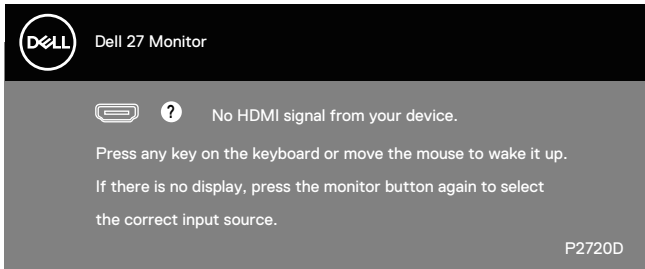 DELL
Dell 27 Monitor
? No HDMI signal from your device.
Press any key on the keyboard or move the mouse to wake it up.
If there is no display, press the monitor button again to select
the correct input source.
P2720D